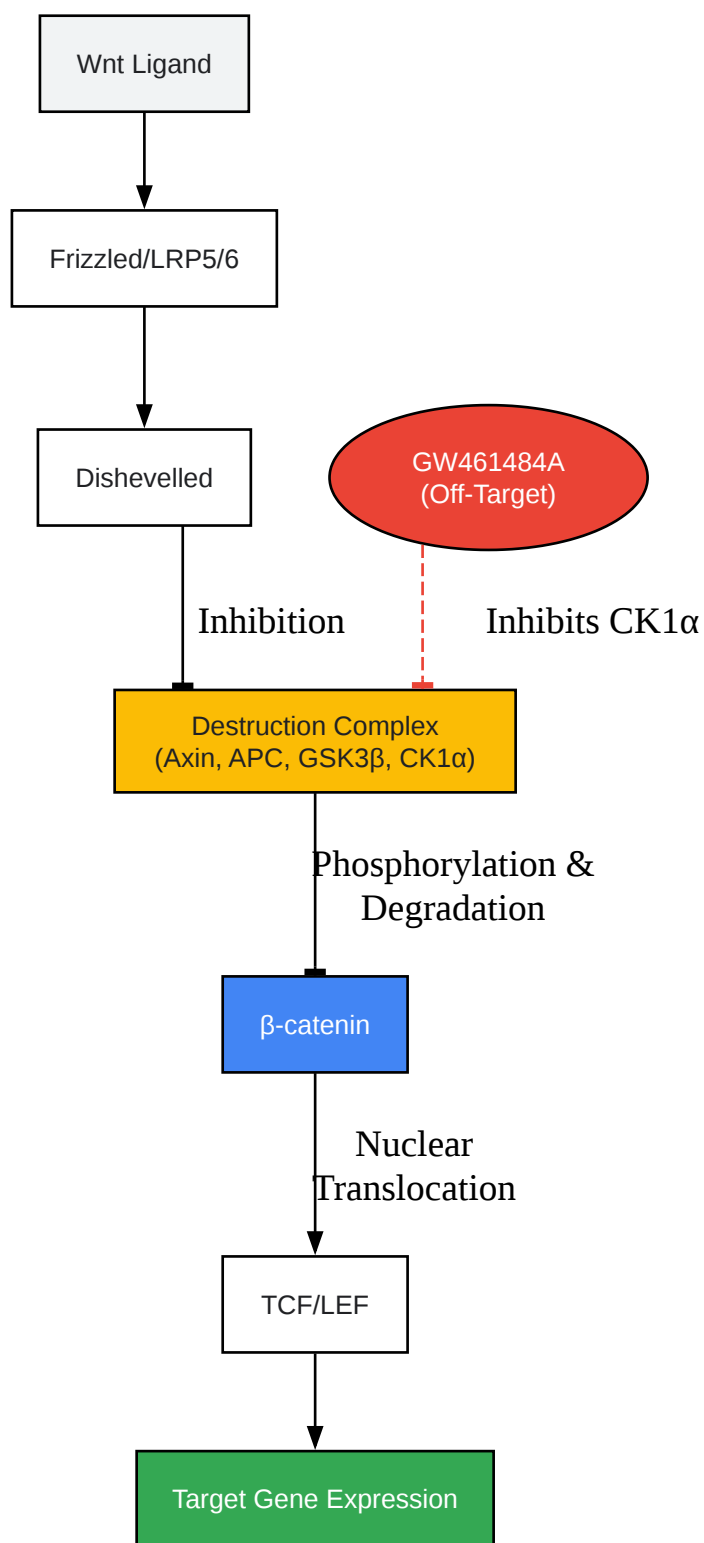 Wnt Ligand
Frizzled/LRP5/6
Dishevelled
GW461484A
(Off-Target)
Inhibition
Inhibits CK1α
Destruction Complex
(Axin, APC, GSK3β, CK1α)
Phosphorylation &
Degradation
β-catenin
Nuclear
Translocation
TCF/LEF
Target Gene Expression